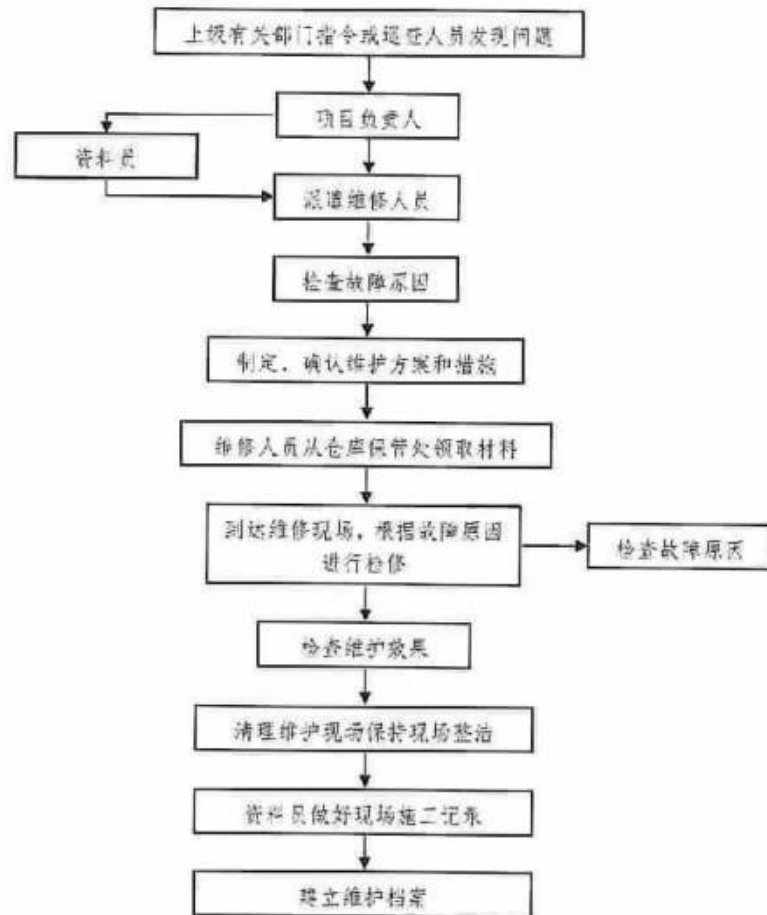 上级有关部门指令或巡查人员发现问题
项目负责人
资料员
派遣维修人员
检查故障原因
制定、确认维护方案和措施
维修人员从仓库保管处领取材料
到达维修现场，根据故障原因
进行检修
检查故障原因
检查维护效果
清理维护现场保持现场整洁
资料员做好现场施工记录
建立维护档案